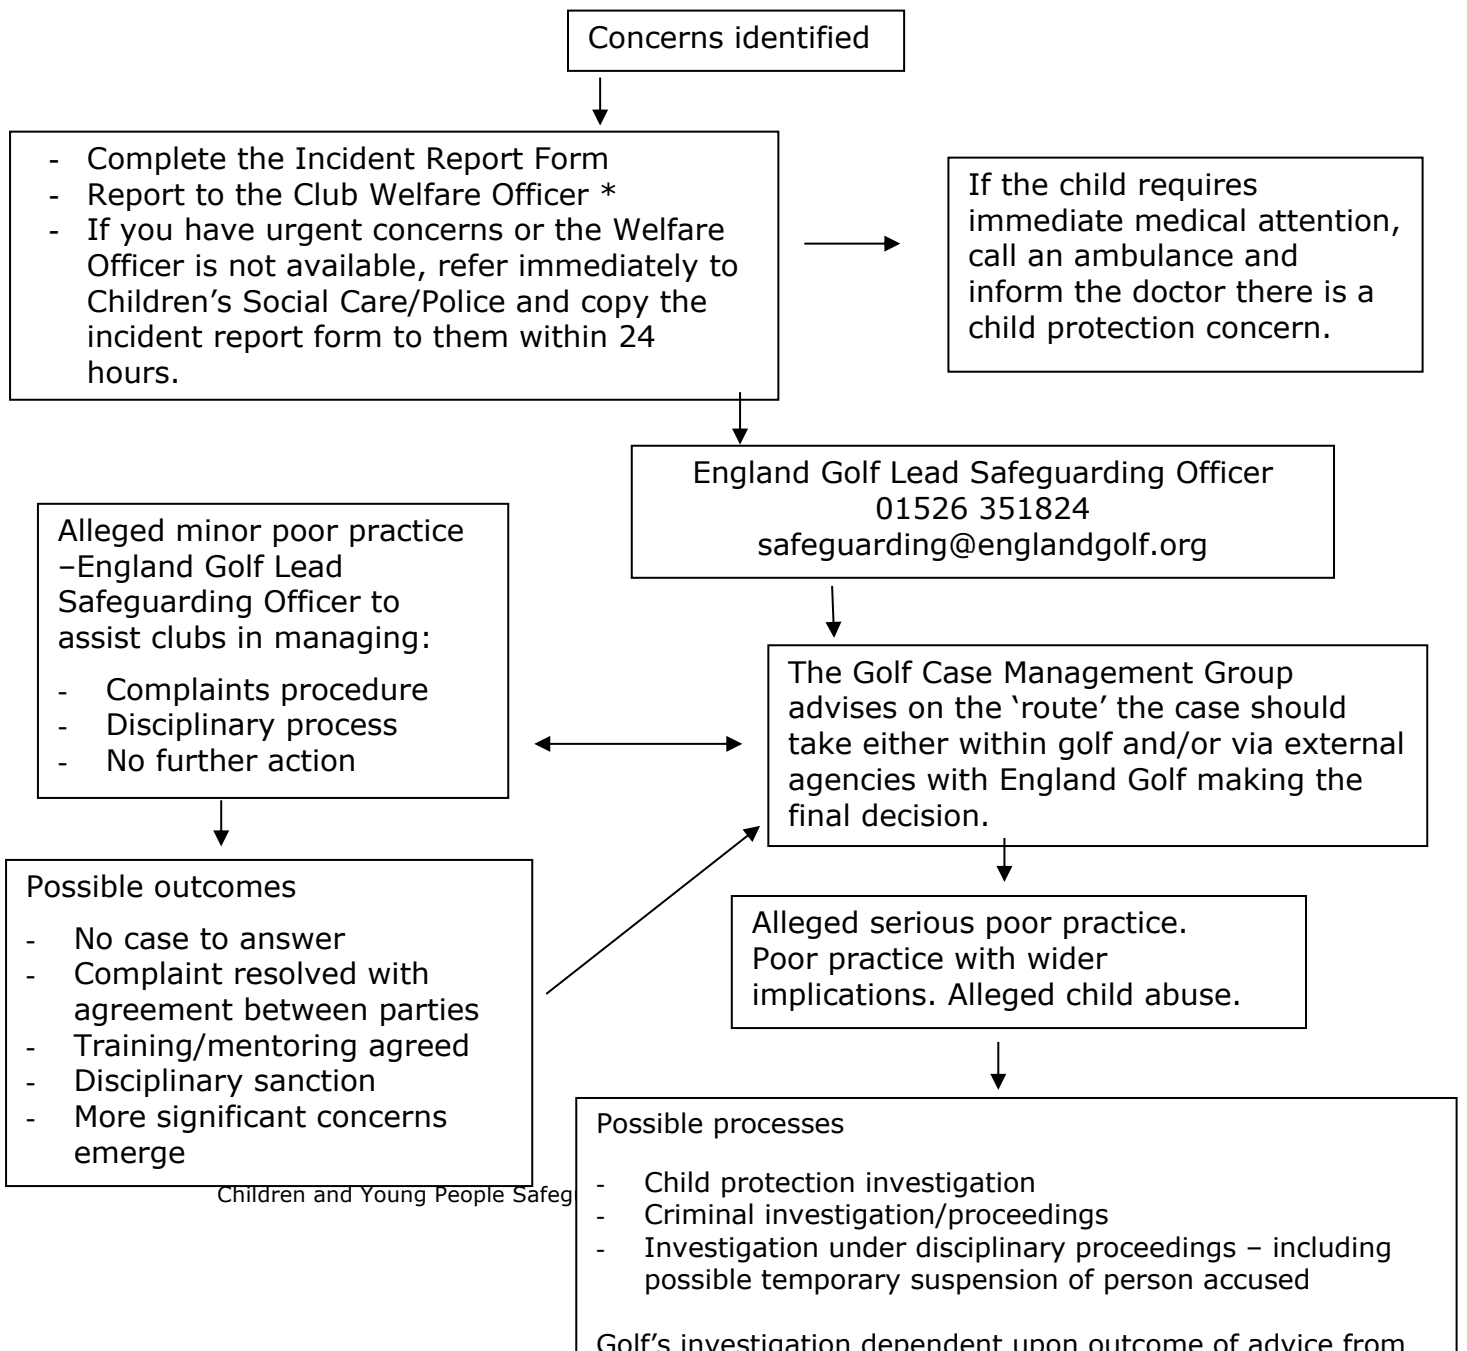 Concerns identified
- Complete the Incident Report Form
- Report to the Club Welfare Officer *
- If you have urgent concerns or the Welfare
Officer is not available, refer immediately to
Children’s Social Care/Police and copy the
incident report form to them within 24
hours.
If the child requires
immediate medical attention,
call an ambulance and
inform the doctor there is a
child protection concern.
England Golf Lead Safeguarding Officer
01526 351824
safeguarding@englandgolf.org
Alleged minor poor practice
–England Golf Lead
Safeguarding Officer to
assist clubs in managing:
- Complaints procedure
- Disciplinary process
- No further action
The Golf Case Management Group
advises on the ‘route’ the case should
take either within golf and/or via external
agencies with England Golf making the
final decision.
Possible outcomes
- No case to answer
- Complaint resolved with
agreement between parties
- Training/mentoring agreed
- Disciplinary sanction
- More significant concerns
emerge
Alleged serious poor practice.
Poor practice with wider
implications. Alleged child abuse.
Possible processes
- Child protection investigation
- Criminal investigation/proceedings
- Investigation under disciplinary proceedings – including
possible temporary suspension of person accused
Golf’s investigation dependent upon outcome of advice from
Children and Young People Safeg